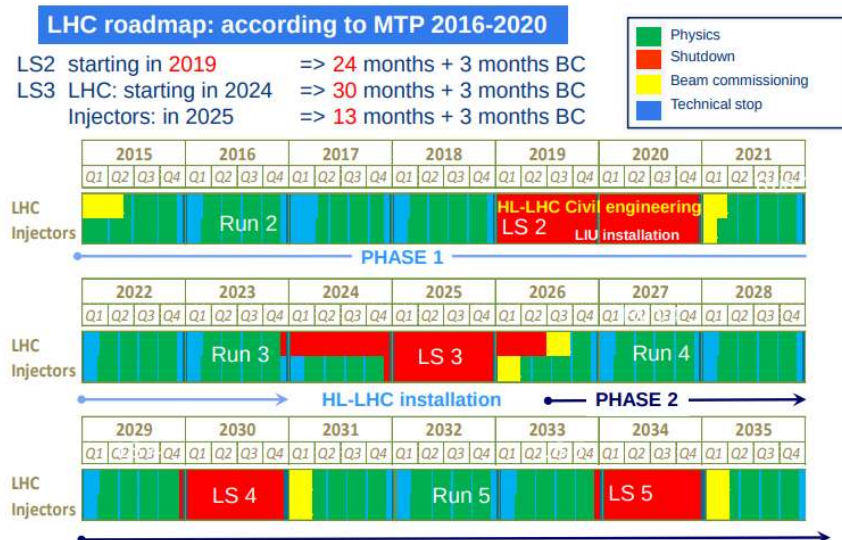 LHC roadmap: according to MTP 2016-2020
Physics
Shutdown
Beam commissioning
Technical stop
LS2 starting in 2019 => 24 months + 3 months BC
LS3 LHC: starting in 2024 => 30 months + 3 months BC
Injectors: in 2025 => 13 months + 3 months BC
2015 2016 2017 2018 2019 2020 2021
Q1 Q2 Q3 Q4 Q1 Q2 Q3 Q4 Q1 Q2 Q3 Q4 Q1 Q2 Q3 Q4 Q1 Q2 Q3 Q4 Q1 Q2 Q3 Q4 Q1 Q2 Q3 Q4
LHC HL-LHC Civil engineering
Run 2 LS 2
Injectors LIU installation
PHASE 1
2022 2023 2024 2025 2026 2027 2028
Q1 Q2 Q3 Q4 Q1 Q2 Q3 Q4 Q1 Q2 Q3 Q4 Q1 Q2 Q3 Q4 Q1 Q2 Q3 Q4 Q1 Q2 Q3 Q4 Q1 Q2 Q3 Q4
LHC
Run 3 LS 3 Run 4
Injectors
HL-LHC installation PHASE 2
2029 2030 2031 2032 2033 2034 2035
Q1 Q2 Q3 Q4 Q1 Q2 Q3 Q4 Q1 Q2 Q3 Q4 Q1 Q2 Q3 Q4 Q1 Q2 Q3 Q4 Q1 Q2 Q3 Q4 Q1 Q2 Q3 Q4
LHC
LS 4 Run 5 LS 5
Injectors